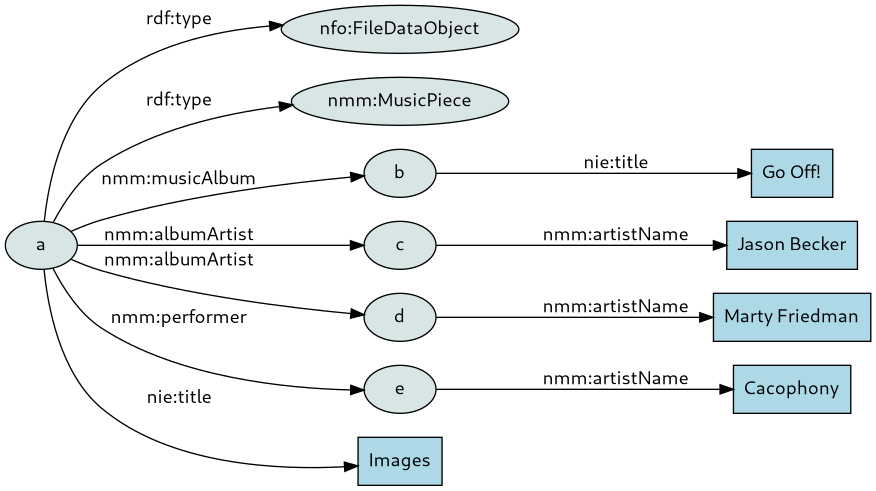 rdf:type
nfo:FileDataObject
rdf:type
nmm:MusicPiece
nmm:musicAlbum
b
nie:title
Go Off!
a
nmm:albumArtist
c
nmm:artistName
Jason Becker
nmm:albumArtist
d
nmm:artistName
Marty Friedman
nmm:performer
e
nmm:artistName
Cacophony
nie:title
Images